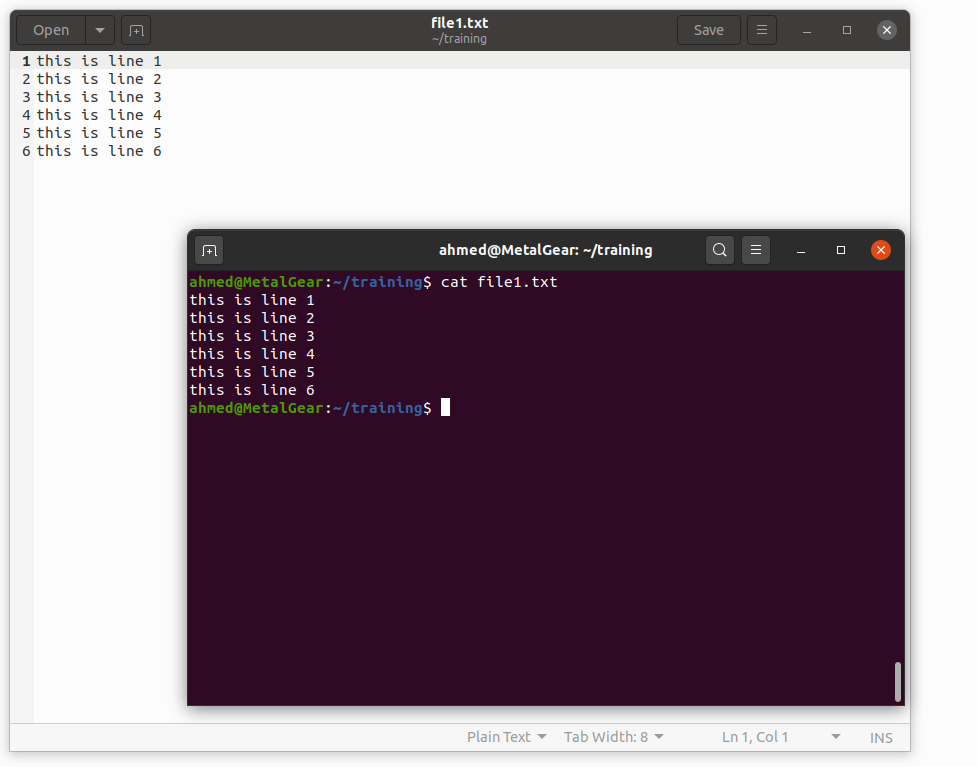 Open
file1.txt
~/training
Save
1 this is line 1
2 this is line 2
3 this is line 3
4 this is line 4
5 this is line 5
6 this is line 6
ahmed@MetalGear: ~/training
ahmed@MetalGear:~/training$ cat file1.txt
this is line 1
this is line 2
this is line 3
this is line 4
this is line 5
this is line 6
ahmed@MetalGear:~/training$
Plain Text Tab Width: 8 Ln 1, Col 1 INS